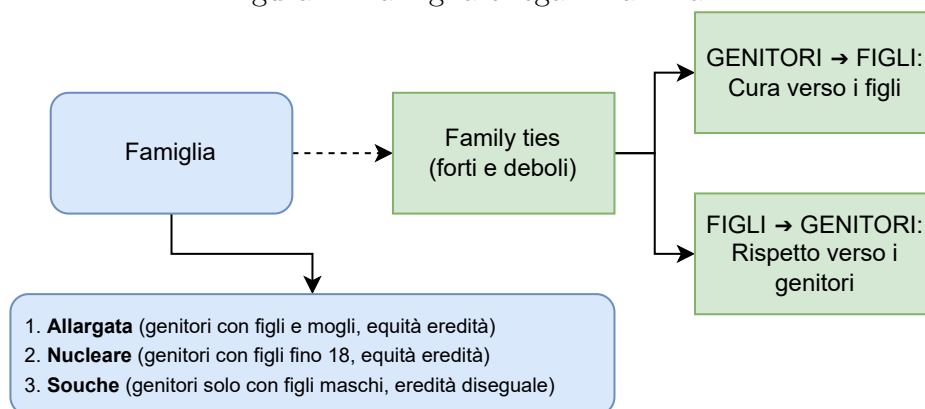 GENITORI ➔ FIGLI:
Cura verso i figli
Famiglia
Family ties
(forti e deboli)
FIGLI ➔ GENITORI:
Rispetto verso i
genitori
1. Allargata (genitori con figli e mogli, equità eredità)
2. Nucleare (genitori con figli fino 18, equità eredità)
3. Souche (genitori solo con figli maschi, eredità diseguale)